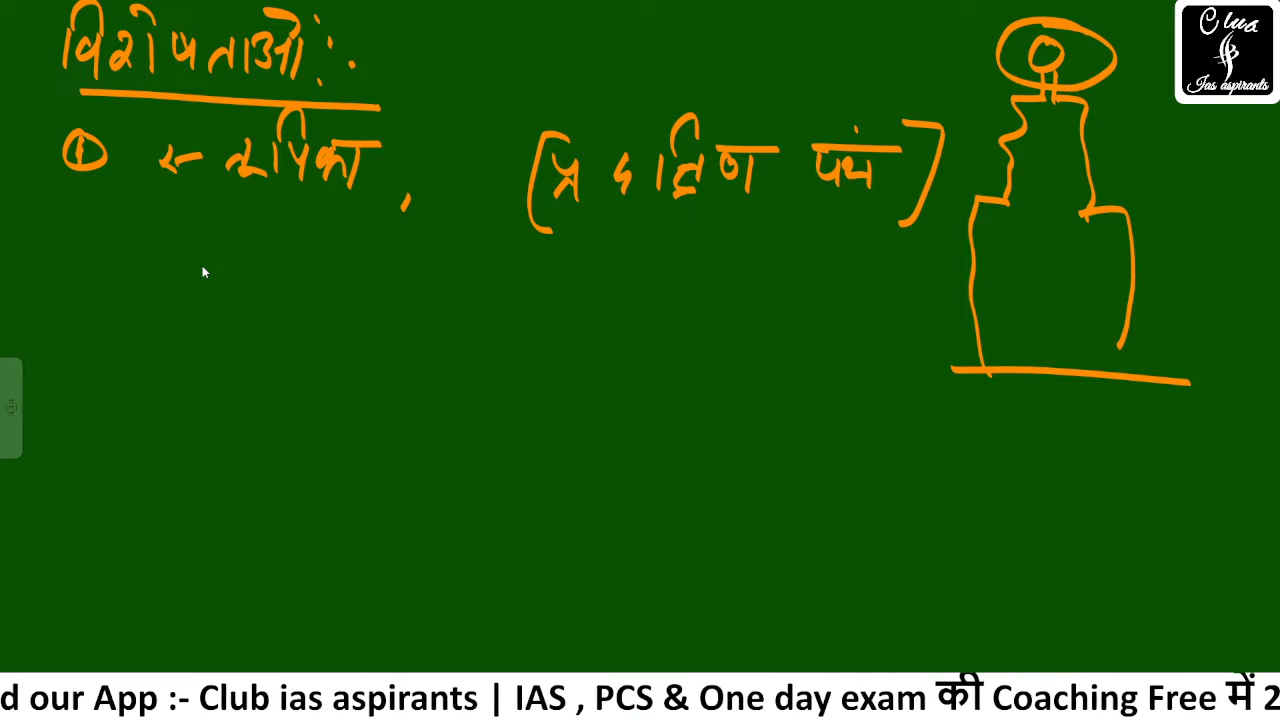 विशेषताओं :-
① स्तूपिका, [प्रदक्षिणा पथ]
Club
Ias aspirants
d our App :- Club ias aspirants | IAS , PCS & One day exam की Coaching Free में 2